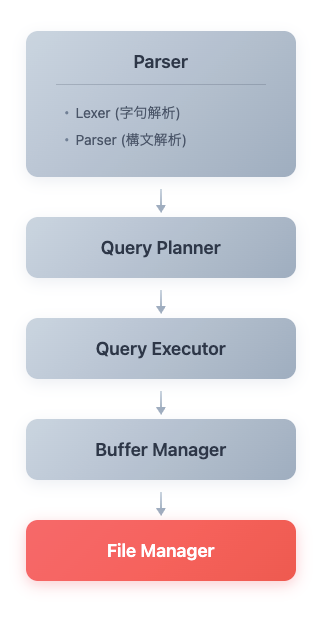 Parser
• Lexer (字句解析)
• Parser (構文解析)
Query Planner
Query Executor
Buffer Manager
File Manager